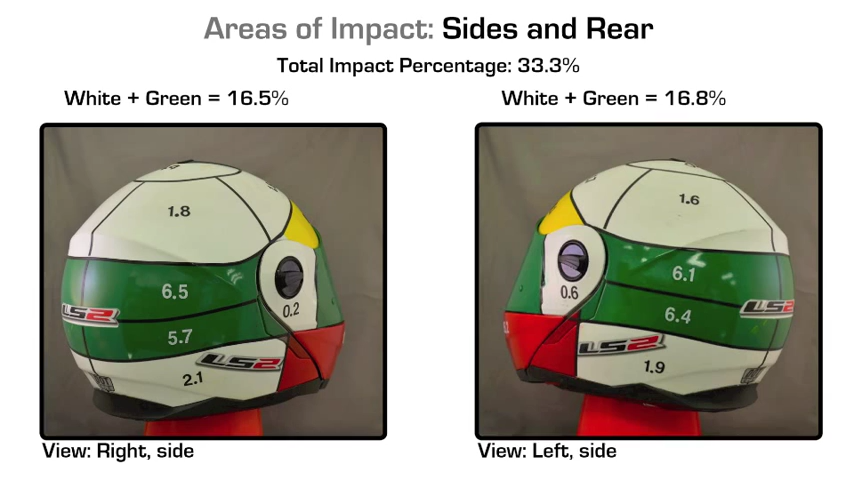 Areas of Impact: Sides and Rear
Total Impact Percentage: 33.3%
White + Green = 16.5%
White + Green = 16.8%
1.8
6.5
0.2
LS2
5.7
LS2
2.1
1.6
6.1
0.6
LS2
6.4
LS2
1.9
View: Right, side
View: Left, side